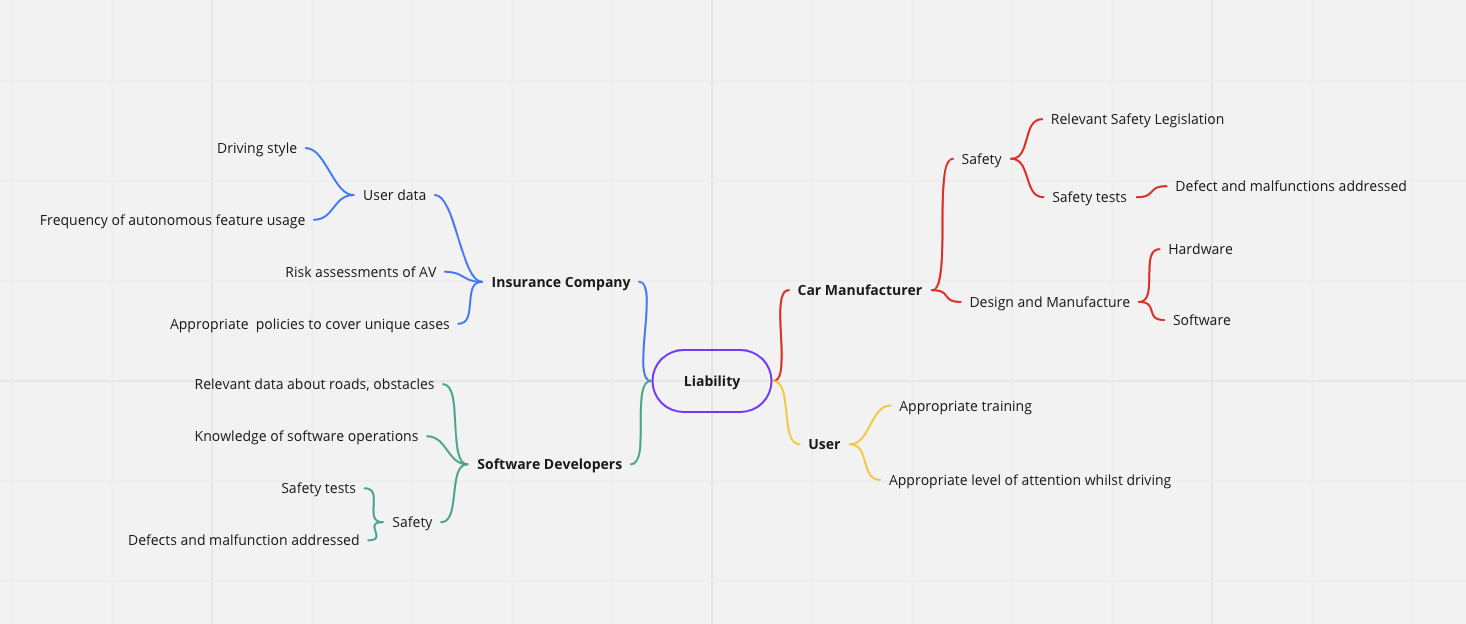 Liability
Insurance Company
User data
Driving style
Frequency of autonomous feature usage
Risk assessments of AV
Appropriate  policies to cover unique cases
Software Developers
Relevant data about roads, obstacles
Knowledge of software operations
Safety
Safety tests
Defects and malfunction addressed
Car Manufacturer
Safety
Relevant Safety Legislation
Safety tests
Defect and malfunctions addressed
Design and Manufacture
Hardware
Software
User
Appropriate training
Appropriate level of attention whilst driving